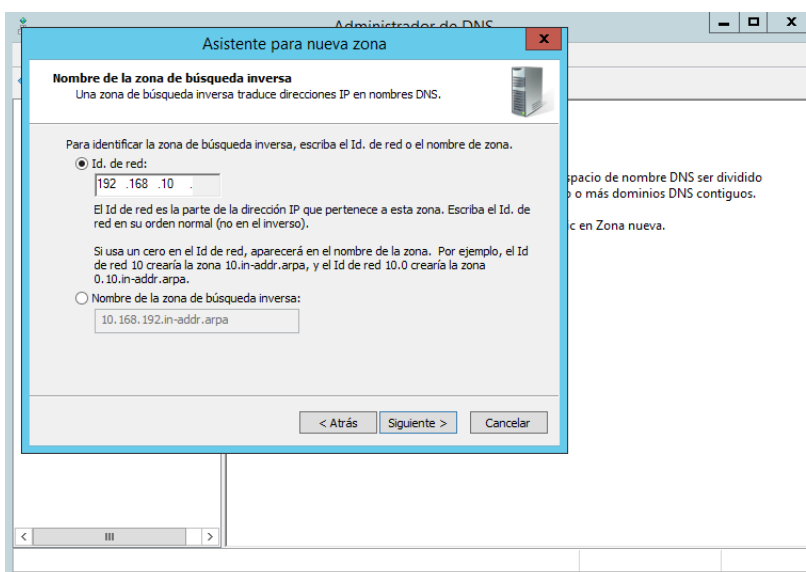 Administrador de DNS
Asistente para nueva zona
Nombre de la zona de búsqueda inversa
Una zona de búsqueda inversa traduce direcciones IP en nombres DNS.
Para identificar la zona de búsqueda inversa, escriba el Id. de red o el nombre de zona.
Id. de red:
192 .168 .10 .
El Id de red es la parte de la dirección IP que pertenece a esta zona. Escriba el Id. de
red en su orden normal (no en el inverso).
Si usa un cero en el Id de red, aparecerá en el nombre de la zona. Por ejemplo, el Id
de red 10 crearía la zona 10.in-addr.arpa, y el Id de red 10.0 crearía la zona
0.10.in-addr.arpa.
Nombre de la zona de búsqueda inversa:
10.168.192.in-addr.arpa
< Atrás
Siguiente >
Cancelar
spacio de nombre DNS ser dividido
o más dominios DNS contiguos.
ic en Zona nueva.